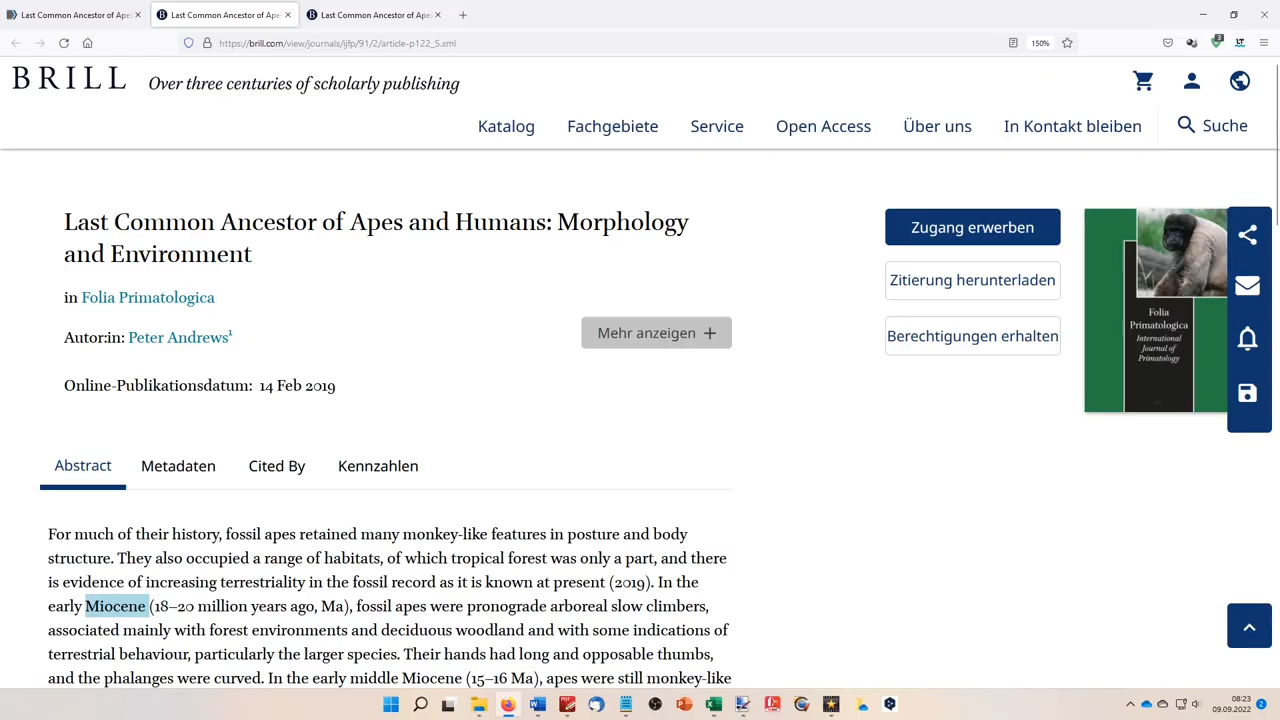 Last Common Ancestor of Ape
Last Common Ancestor of Ape
Last Common Ancestor of Ape
https://brill.com/view/journals/ijfp/91/2/article-p122_5.xml
150%
BRILL
Over three centuries of scholarly publishing
Katalog
Fachgebiete
Service
Open Access
Über uns
In Kontakt bleiben
Suche
Last Common Ancestor of Apes and Humans: Morphology
and Environment
in Folia Primatologica
Autor:in: Peter Andrews1
Mehr anzeigen
Online-Publikationsdatum: 14 Feb 2019
Zugang erwerben
Zitierung herunterladen
Berechtigungen erhalten
Folia
Primatologica
International
Journal of
Primatology
Abstract
Metadaten
Cited By
Kennzahlen
For much of their history, fossil apes retained many monkey-like features in posture and body
structure. They also occupied a range of habitats, of which tropical forest was only a part, and there
is evidence of increasing terrestriality in the fossil record as it is known at present (2019). In the
early Miocene (18–20 million years ago, Ma), fossil apes were pronograde arboreal slow climbers,
associated mainly with forest environments and deciduous woodland and with some indications of
terrestrial behaviour, particularly the larger species. Their hands had long and opposable thumbs,
and the phalanges were curved. In the early middle Miocene (15–16 Ma), apes were still monkey-like
08:23
09.09.2022